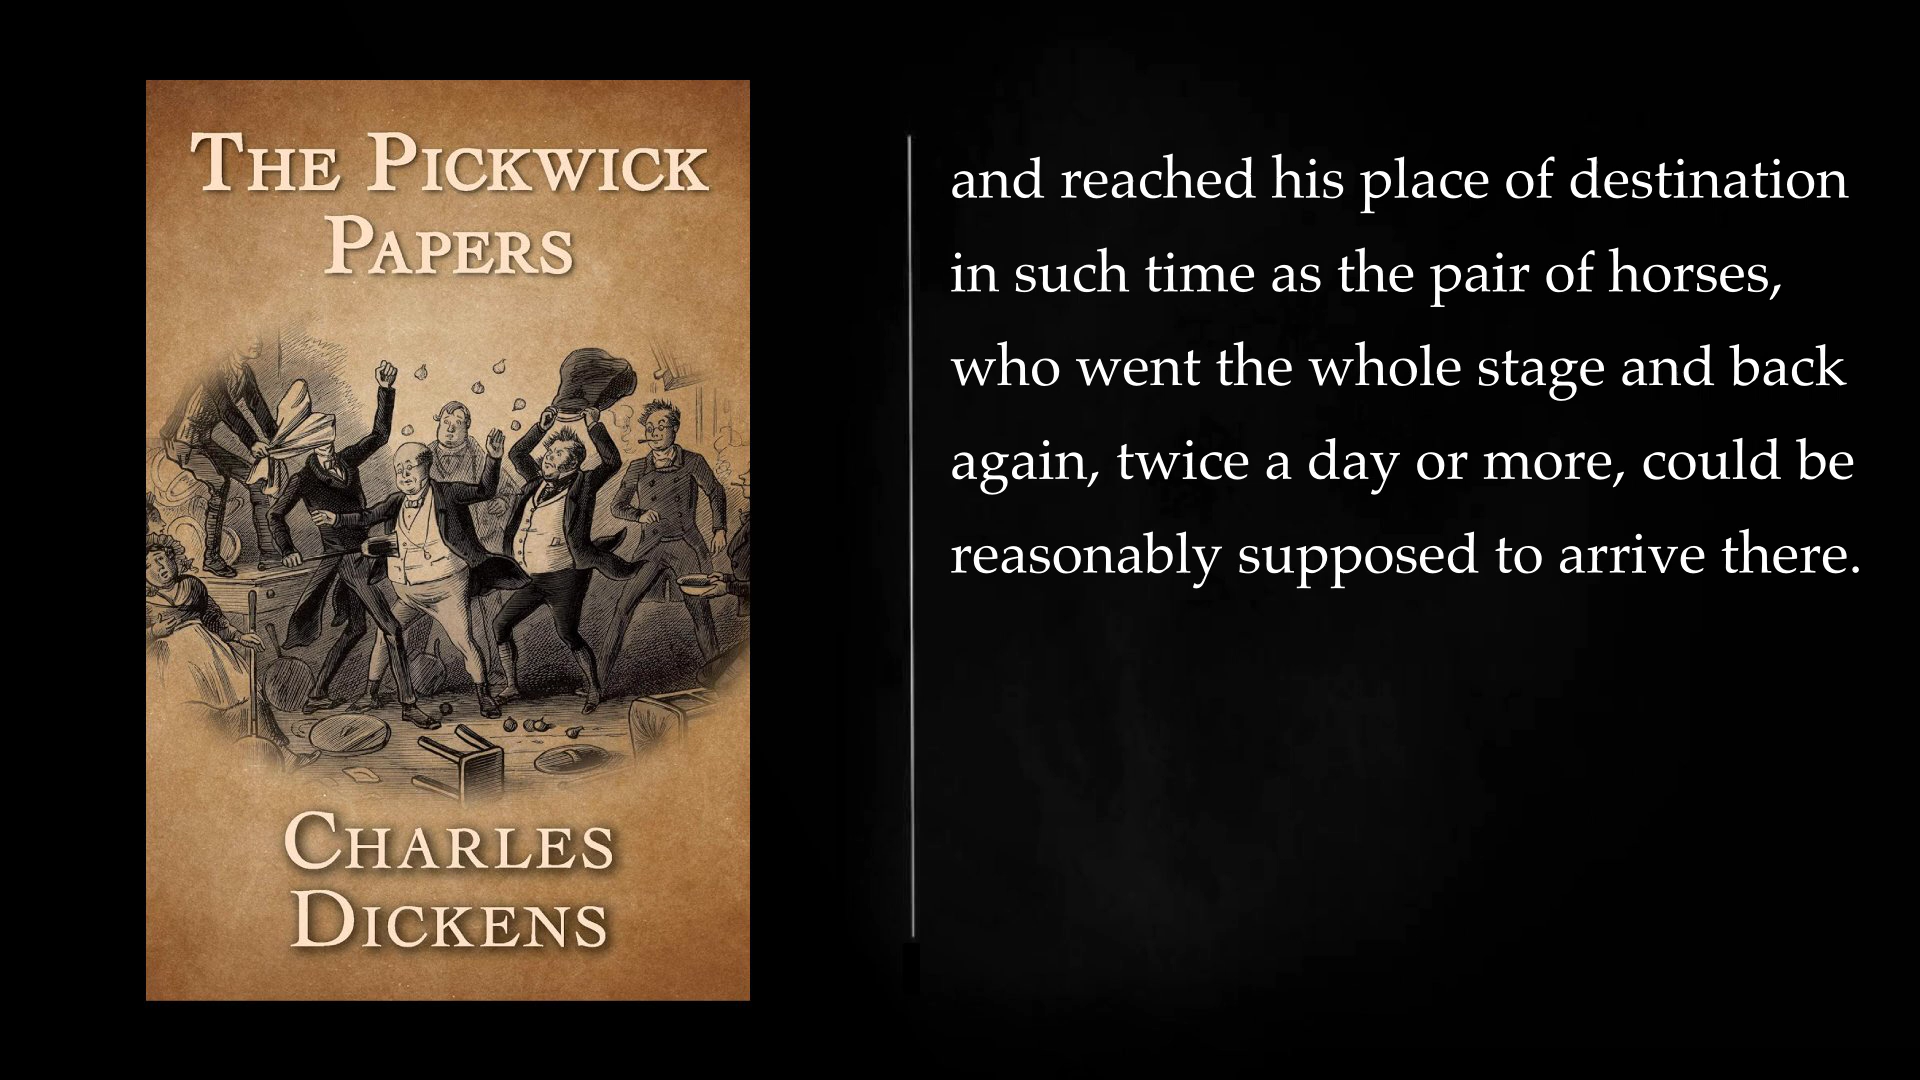 The Pickwick
Papers
Charles
Dickens
and reached his place of destination
in such time as the pair of horses,
who went the whole stage and back
again, twice a day or more, could be
reasonably supposed to arrive there.